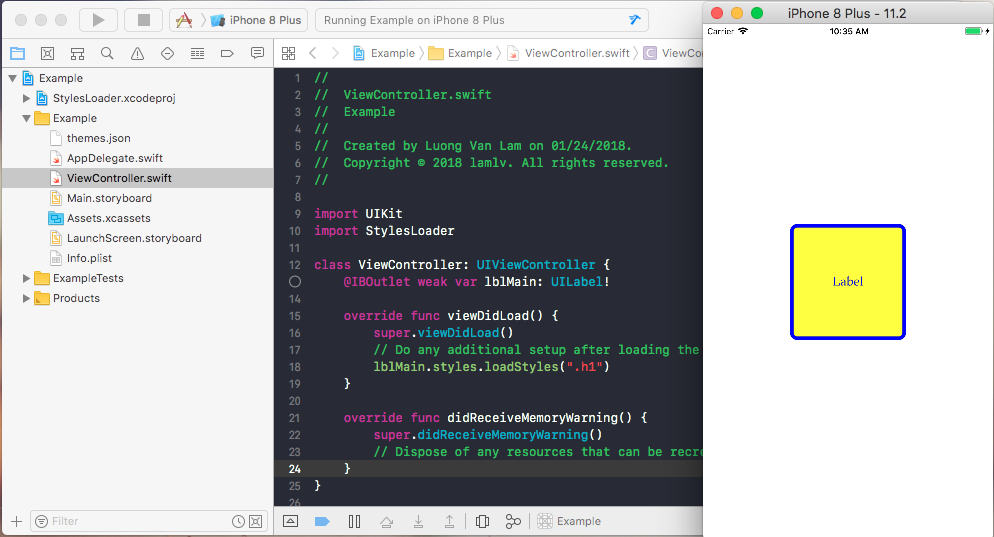 iPhone 8 Plus
Running Example on iPhone 8 Plus
Example
Example
ViewController.swift
ViewCo
Example
StylesLoader.xcodeproj
Example
themes.json
AppDelegate.swift
ViewController.swift
Main.storyboard
Assets.xcassets
LaunchScreen.storyboard
Info.plist
ExampleTests
Products
Filter
1 //
2 // ViewController.swift
3 // Example
4 //
5 // Created by Luong Van Lam on 01/24/2018.
6 // Copyright © 2018 lamlv. All rights reserved.
7 //
8
9 import UIKit
10 import StylesLoader
11
12 class ViewController: UIViewController {
@IBOutlet weak var lblMain: UILabel!
14
15 override func viewDidLoad() {
16 super.viewDidLoad()
17 // Do any additional setup after loading the
18 lblMain.styles.loadStyles(".h1")
19 }
20
21 override func didReceiveMemoryWarning() {
22 super.didReceiveMemoryWarning()
23 // Dispose of any resources that can be recre
24 }
25 }
26
Example
iPhone 8 Plus - 11.2
Carrier 10:35 AM
Label